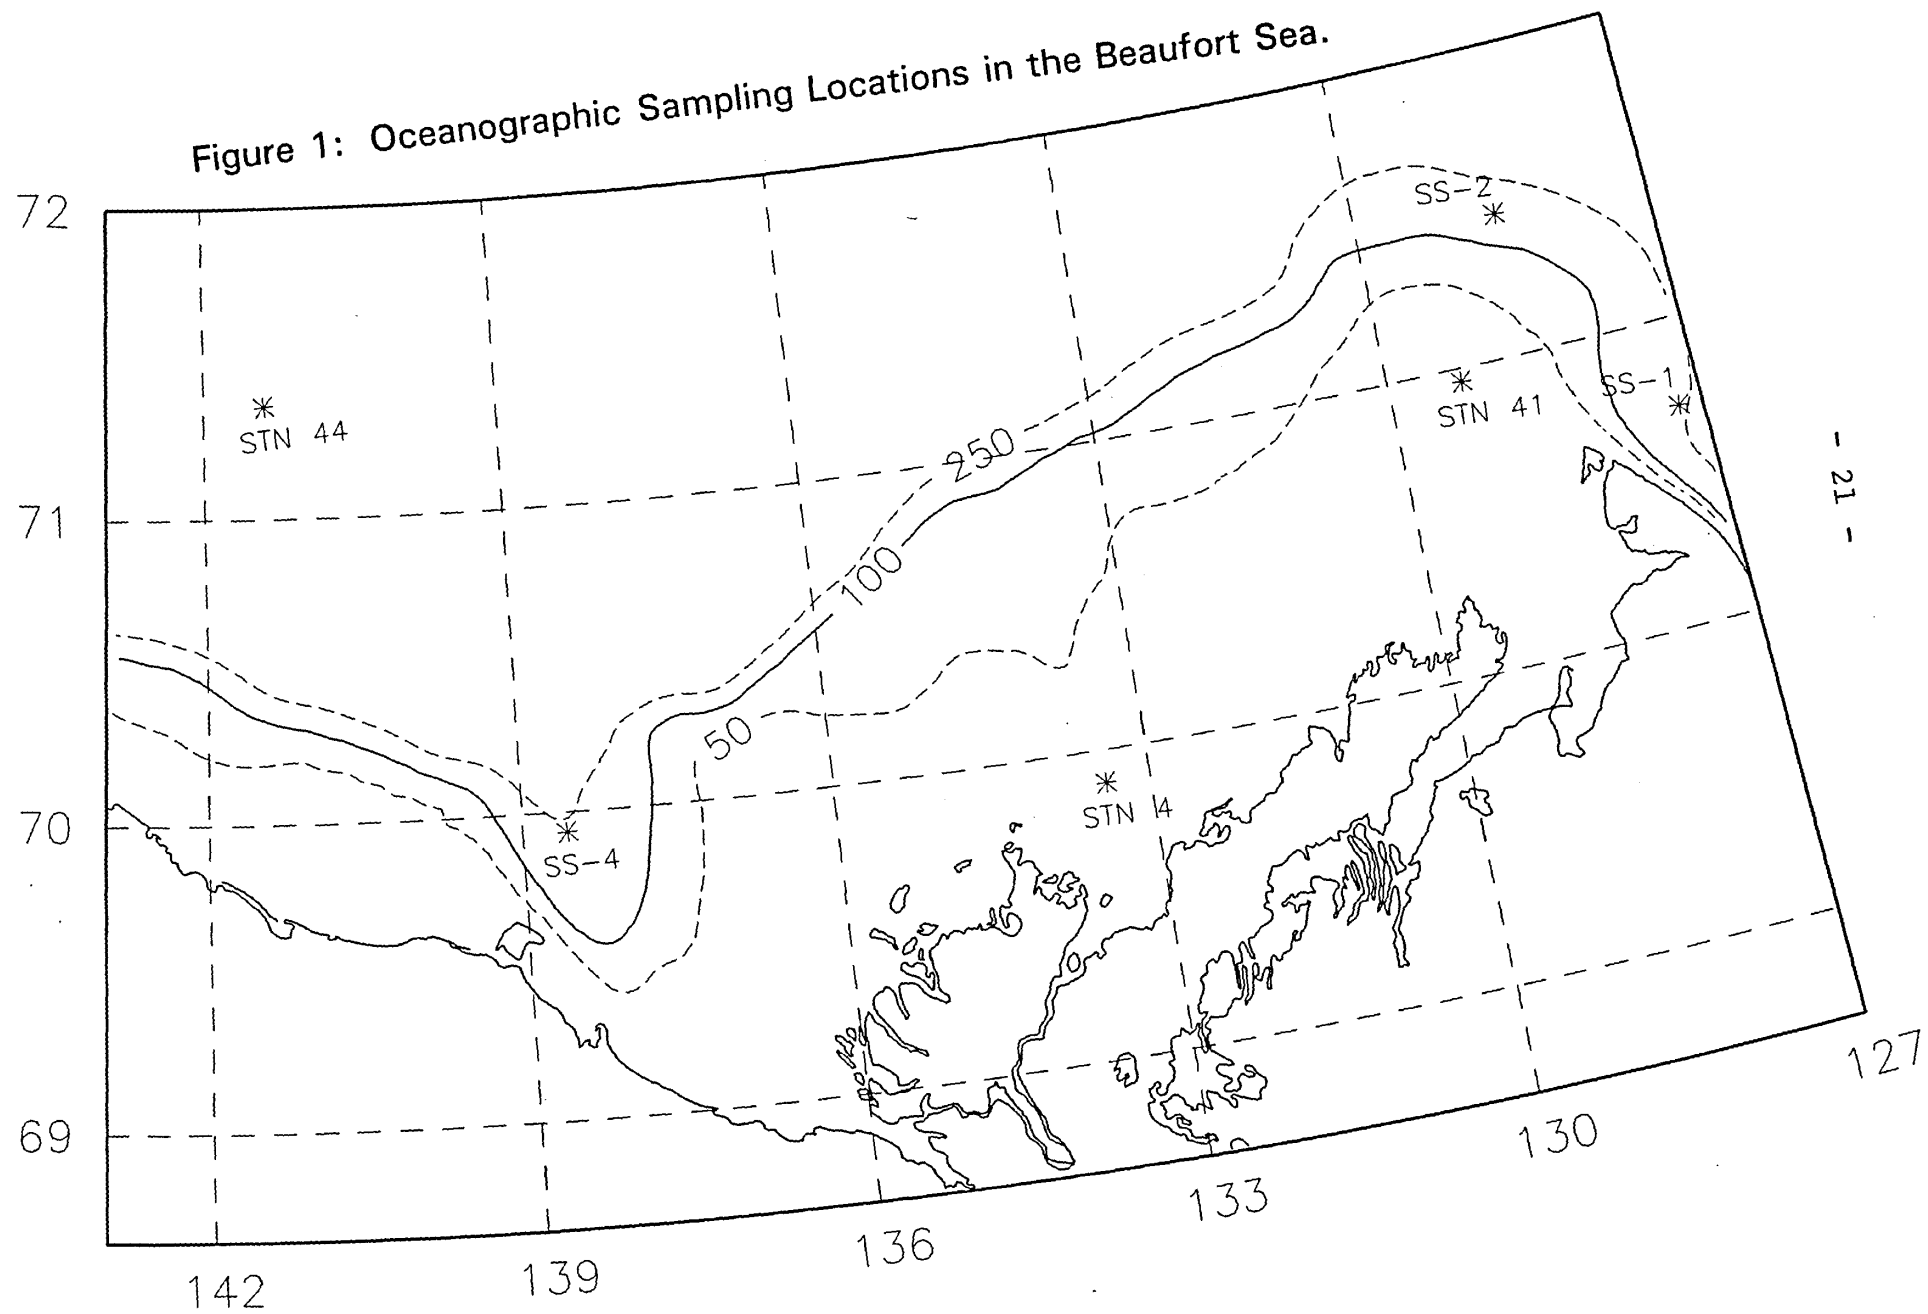 Figure 1: Oceanographic Sampling Locations in the Beaufort Sea.
72
SS-2
SS-1
STN 41
STN 44
250
- 21 -
71
100
50
STN 4
70
SS-4
69
127
130
133
136
139
142